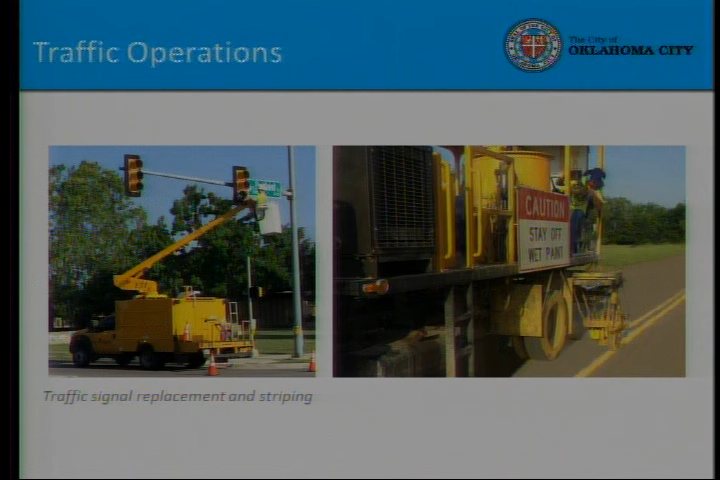 Traffic Operations
The City of
OKLAHOMA CITY
CAUTION
STAY OFF
WET PAINT
Traffic signal replacement and striping